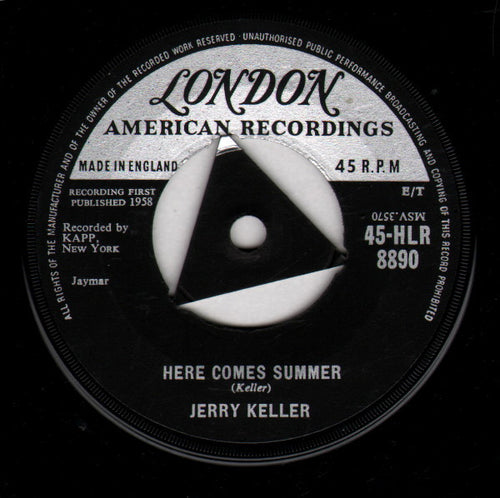 ALL RIGHTS OF THE MANUFACTURER AND OF THE OWNER OF THE RECORDED WORK RESERVED · UNAUTHORISED PUBLIC PERFORMANCE BROADCASTING AND COPYING OF THIS RECORD PROHIBITED
LONDON
AMERICAN RECORDINGS
MADE IN ENGLAND
45 R.P.M
RECORDING FIRST
PUBLISHED 1958
E/T
MSV.3570
Recorded by
KAPP,
New York
45-HLR
8890
Jaymar
HERE COMES SUMMER
(Keller)
JERRY KELLER